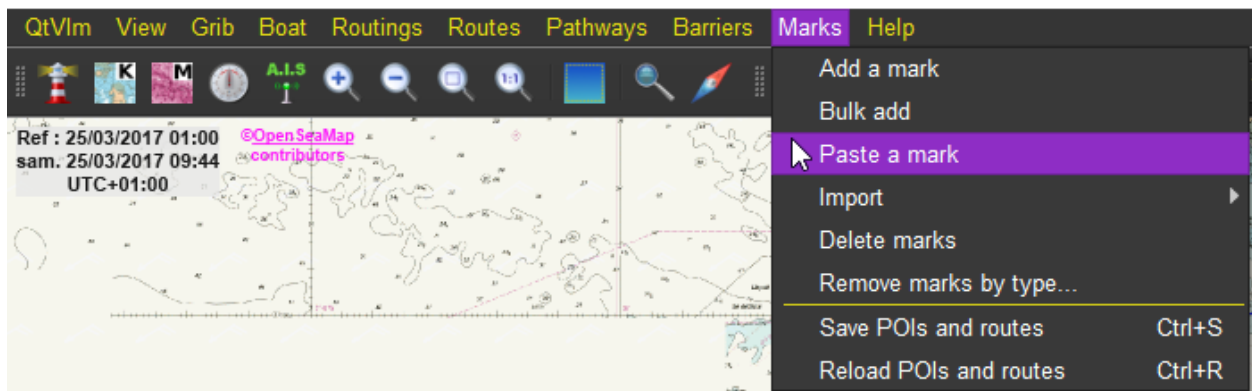 QtVlm View Grib Boat Routings Routes Pathways Barriers Marks Help
K M A.I.S 1:1
Ref : 25/03/2017 01:00
sam. 25/03/2017 09:44
UTC+01:00
©OpenSeaMap
contributors
Add a mark
Bulk add
Paste a mark
Import
Delete marks
Remove marks by type...
Save POIs and routes Ctrl+S
Reload POIs and routes Ctrl+R